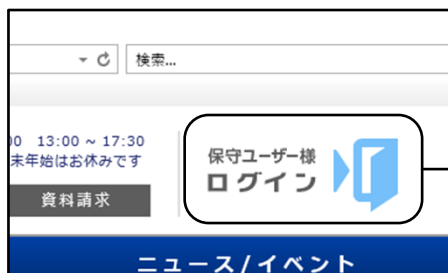 検索...
00 13:00 ~ 17:30
末年始はお休みです
資料請求
保守ユーザー様
ログイン
ニュース/イベント